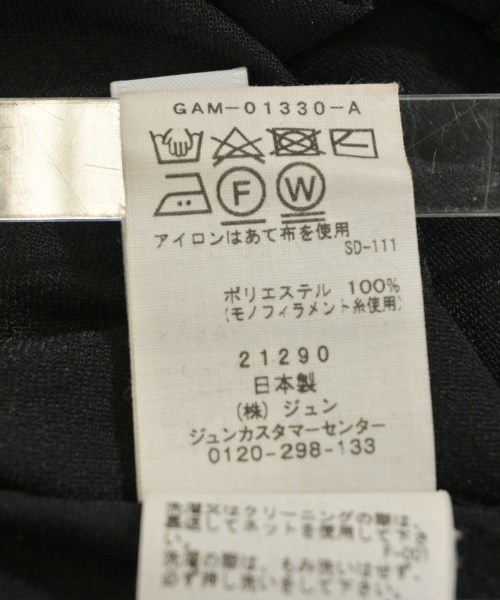 GAM-01330-A
F W
アイロンはあて布を使用
SD-111
ポリエステル 100%
(モノフィラメント糸使用)
21290
日本製
(株) ジュン
ジュンカスタマーセンター
0120-298-133
洗濯又はクリーニングの際は、
裏返してネットを使用して下さ
い。
F-001
洗濯の際は、もみ洗いはせず、
必ず押し洗いをして下さい。